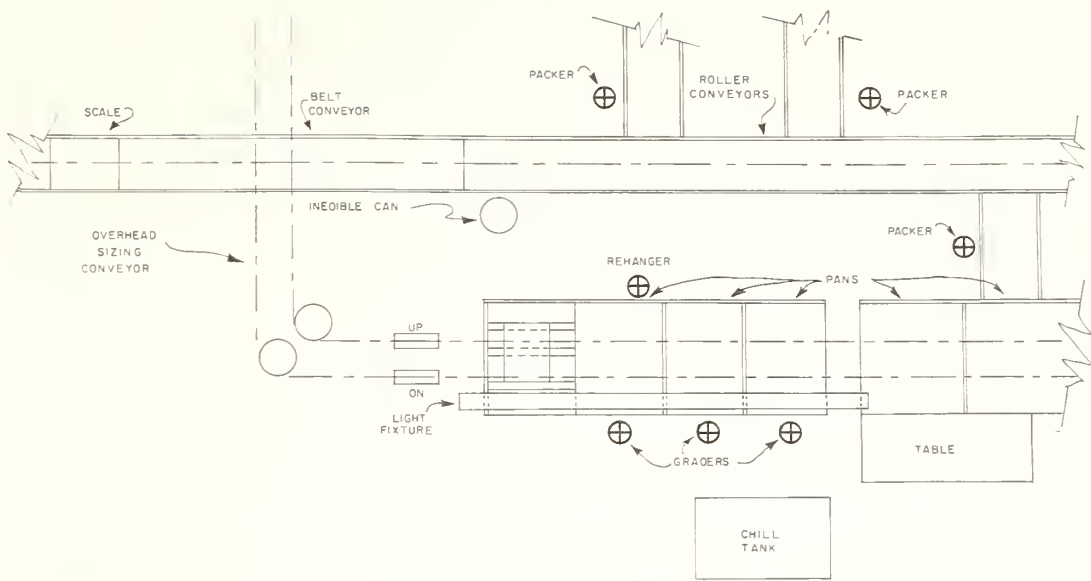 PACKER
ROLLER
CONVEYORS
PACKER
SCALE
BELT
CONVEYOR
INEDIBLE CAN
OVERHEAD
SIZING
CONVEYOR
PACKER
REHANGER
PANS
UP
ON
LIGHT
FIXTURE
GRADERS
TABLE
CHILL
TANK